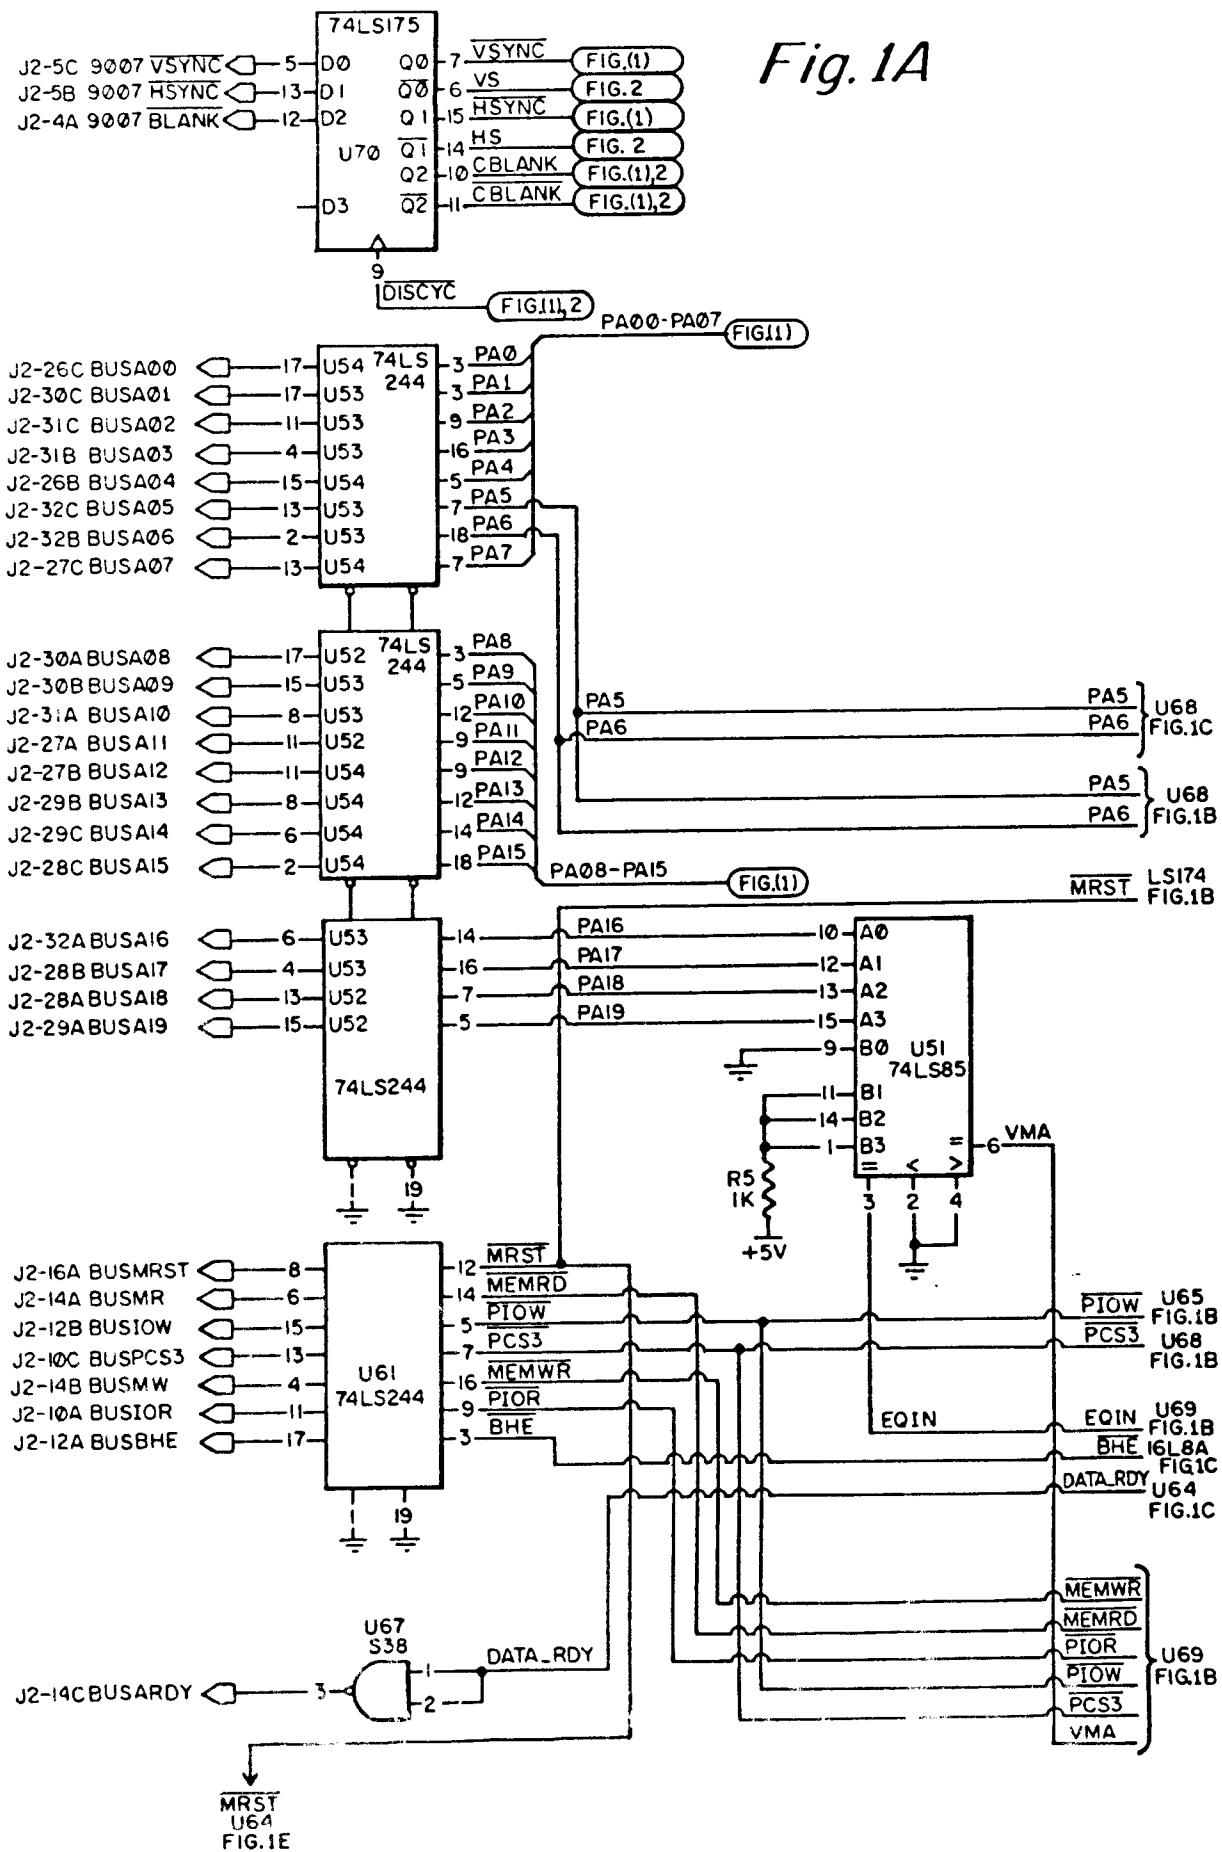 Fig. 1A
74LS175
J2-5C 9007 VSYNC 5 D0 Q0 7 VSYNC FIG.(1)
J2-5B 9007 HSYNC 13 D1 Q0 6 VS FIG.2
J2-4A 9007 BLANK 12 D2 Q1 15 HSYNC FIG.(1)
U70 Q1 14 HS FIG. 2
Q2 10 CBLANK FIG.(1),2
D3 Q2 11 CBLANK FIG.(1),2
9
DISCYC FIG.(1),2
PA00-PA07 FIG.(1)
74LS
244
J2-26C BUSA00 17 U54 3 PA0
J2-30C BUSA01 17 U53 3 PA1
J2-31C BUSA02 11 U53 9 PA2
J2-31B BUSA03 4 U53 16 PA3
J2-26B BUSA04 15 U54 5 PA4
J2-32C BUSA05 13 U53 7 PA5
J2-32B BUSA06 2 U53 18 PA6
J2-27C BUSA07 13 U54 7 PA7
74LS
244
J2-30A BUSA08 17 U52 3 PA8
J2-30B BUSA09 15 U53 5 PA9
J2-31A BUSA10 8 U53 12 PA10
J2-27A BUSA11 11 U52 9 PA11
J2-27B BUSA12 11 U54 9 PA12
J2-29B BUSA13 8 U54 12 PA13
J2-29C BUSA14 6 U54 14 PA14
J2-28C BUSA15 2 U54 18 PA15
PA5 PA5 U68
PA6 PA6 FIG.1C
PA5 U68
PA6 FIG.1B
PA08-PA15 FIG.(1)
MRST LS174
FIG.1B
J2-32A BUSA16 6 U53 14 PA16 10 A0
J2-28B BUSA17 4 U53 16 PA17 12 A1
J2-28A BUSA18 13 U52 7 PA18 13 A2
J2-29A BUSA19 15 U52 5 PA19 15 A3
9 B0 U51
74LS244 74LS85
11 B1
14 B2
1 B3 = 6 VMA
= < >
R5
1K
3 2 4
19
+5V
J2-16A BUSMRST 8 12 MRST
J2-14A BUSMR 6 14 MEMRD
J2-12B BUSIOW 15 5 PIOW PIOW U65
FIG.1B
J2-10C BUSPCS3 13 7 PCS3 PCS3 U68
FIG.1B
U61
74LS244
J2-14B BUSMW 4 16 MEMWR
J2-10A BUSIOR 11 9 PIOR
J2-12A BUSBHE 17 3 BHE
EQIN EQIN U69
FIG.1B
BHE 16L8A
FIG.1C
DATA_RDY U64
FIG.1C
19
MEMWR
MEMRD
PIOR
PIOW
PCS3
VMA
U69
FIG.1B
U67
S38
J2-14C BUSARDY 3 1 DATA_RDY
2
MRST
U64
FIG.1E